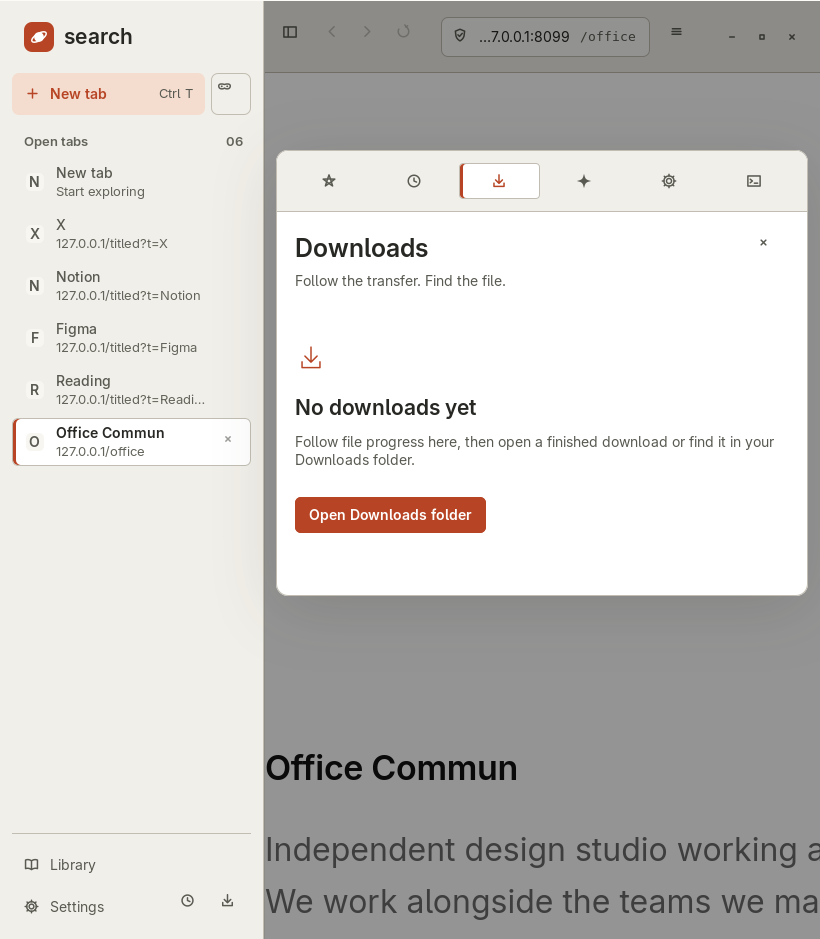 search
New tab
Ctrl T
Open tabs
06
N
New tab
Start exploring
X
X
127.0.0.1/titled?t=X
N
Notion
127.0.0.1/titled?t=Notion
F
Figma
127.0.0.1/titled?t=Figma
R
Reading
127.0.0.1/titled?t=Readi...
O
Office Commun
127.0.0.1/office
Library
Settings
...7.0.0.1:8099 /office
Downloads
Follow the transfer. Find the file.
No downloads yet
Follow file progress here, then open a finished download or find it in your
Downloads folder.
Open Downloads folder
Office Commun
Independent design studio working a
We work alongside the teams we ma